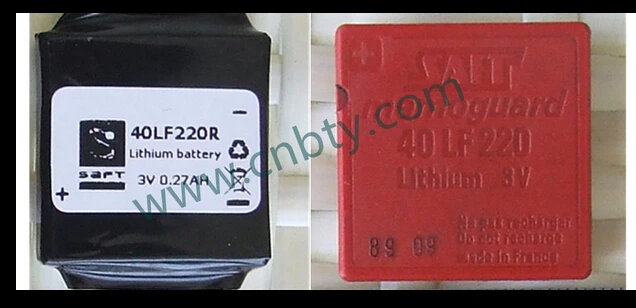 40LF220R
Lithium battery
3V 0.27AH
saft
+
-
-
+
SAFT
40 LF 220
Lithium 3V
Ne pas recharger
Do not recharge
Made in France
89 09
www.cnbty.com